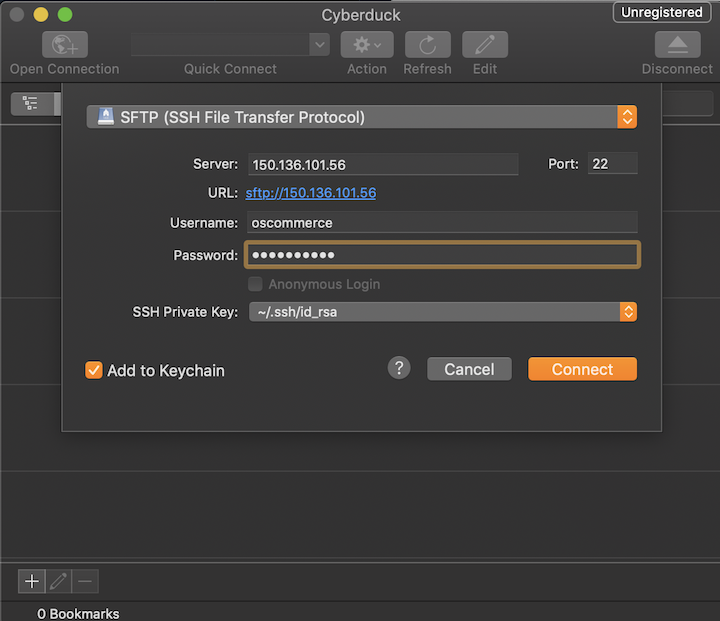 Cyberduck
Unregistered
Open Connection
Quick Connect
Action
Refresh
Edit
Disconnect
SFTP (SSH File Transfer Protocol)
Server: 150.136.101.56 Port: 22
URL: sftp://150.136.101.56
Username: oscommerce
Password: ••••••••••
Anonymous Login
SSH Private Key: ~/.ssh/id_rsa
Add to Keychain
?
Cancel
Connect
0 Bookmarks